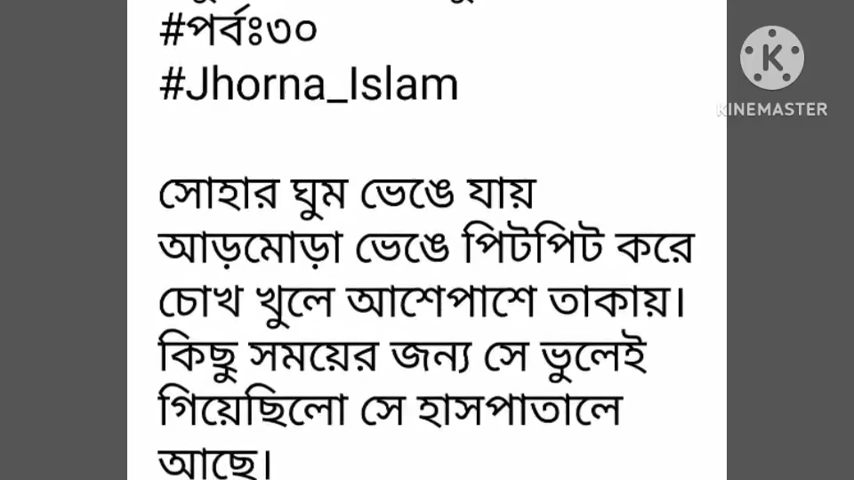 #পর্বঃ৩০
#Jhorna_Islam
KINEMASTER
সোহার ঘুম ভেঙে যায়
আড়মোড়া ভেঙে পিটপিট করে
চোখ খুলে আশেপাশে তাকায়।
কিছু সময়ের জন্য সে ভুলেই
গিয়েছিলো সে হাসপাতালে
আছে।